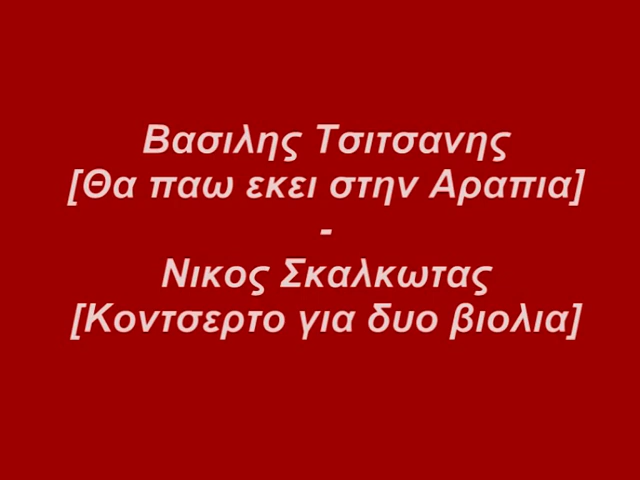 Βασιλης Τσιτσανης
[Θα παω εκει στην Αραπια]
-
Νικος Σκαλκωτας
[Κοντσερτο για δυο βιολια]